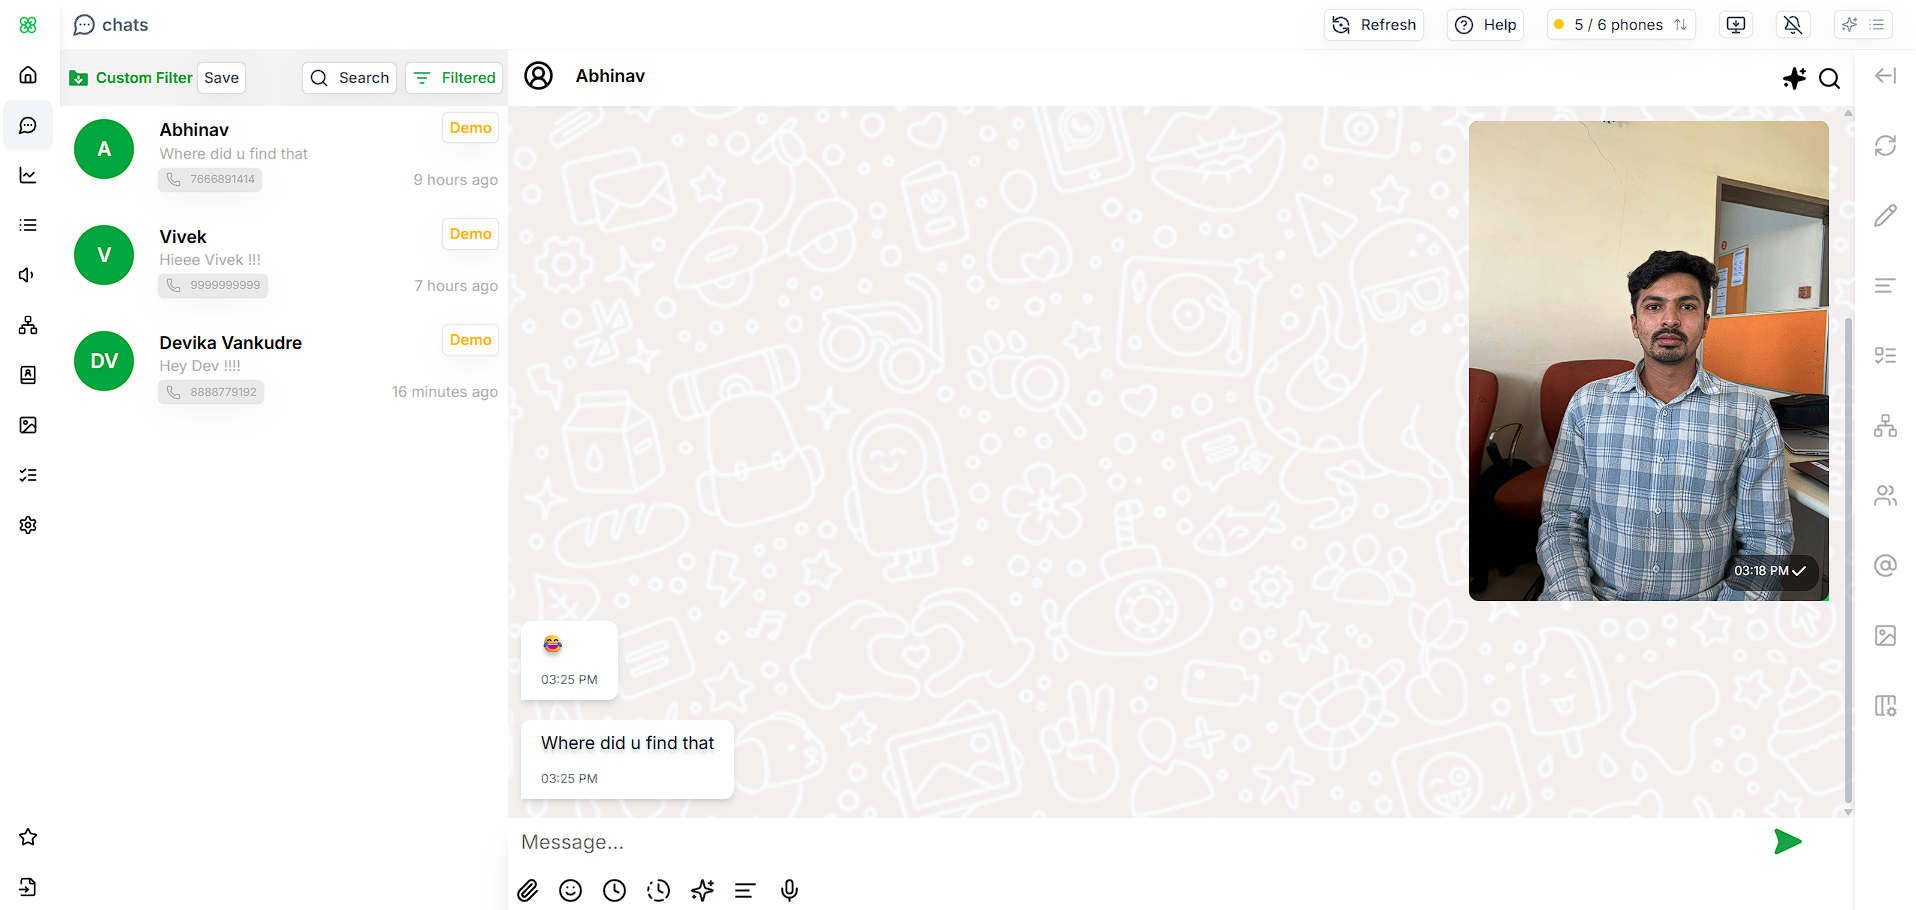 chats
Refresh
Help
5 / 6 phones
Custom Filter
Save
Search
Filtered
A
Abhinav
Demo
Where did u find that
7666891414
9 hours ago
V
Vivek
Demo
Hieee Vivek !!!
9999999999
7 hours ago
DV
Devika Vankudre
Demo
Hey Dev !!!!
8888779192
16 minutes ago
Abhinav
03:18 PM
😂
03:25 PM
Where did u find that
03:25 PM
Message...